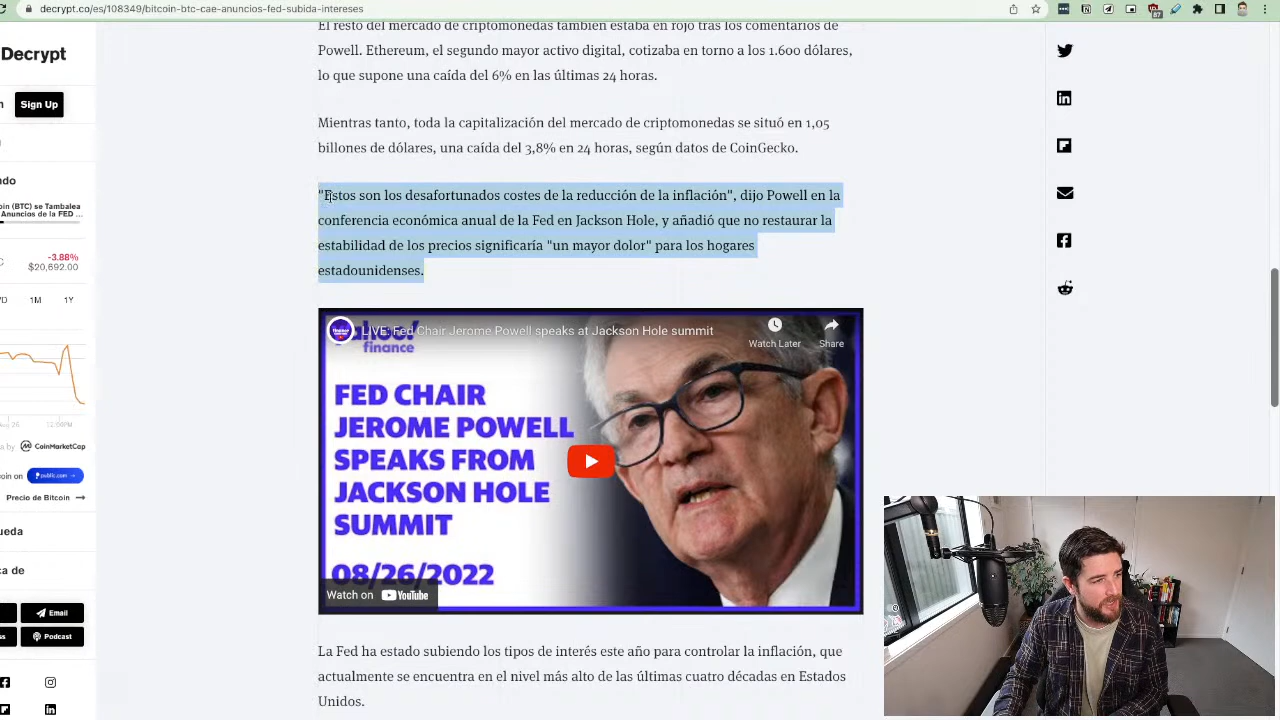 decrypt.co/es/108349/bitcoin-btc-cae-anuncios-fed-subida-intereses
87
El resto del mercado de criptomonedas también estaba en rojo tras los comentarios de
Powell. Ethereum, el segundo mayor activo digital, cotizaba en torno a los 1.600 dólares,
lo que supone una caída del 6% en las últimas 24 horas.
Mientras tanto, toda la capitalización del mercado de criptomonedas se situó en 1,05
billones de dólares, una caída del 3,8% en 24 horas, según datos de CoinGecko.
"Estos son los desafortunados costes de la reducción de la inflación", dijo Powell en la
conferencia económica anual de la Fed en Jackson Hole, y añadió que no restaurar la
estabilidad de los precios significaría "un mayor dolor" para los hogares
estadounidenses.
Decrypt
Sign Up
ndo
oin (BTC) se Tambalea
Anuncios de la FED ...
C
-3.88%
$20,692.00
1M
1Y
12:00PM
by
CoinMarketCap
coin on
public.com →
Precio de Bitcoin →
ueda
ca de
Email
ss
Podcast
LIVE: Fed Chair Jerome Powell speaks at Jackson Hole summit
Watch Later
Share
yahoo!
finance
FED CHAIR
JEROME POWELL
SPEAKS FROM
JACKSON HOLE
SUMMIT
08/26/2022
Watch on YouTube
La Fed ha estado subiendo los tipos de interés este año para controlar la inflación, que
actualmente se encuentra en el nivel más alto de las últimas cuatro décadas en Estados
Unidos.